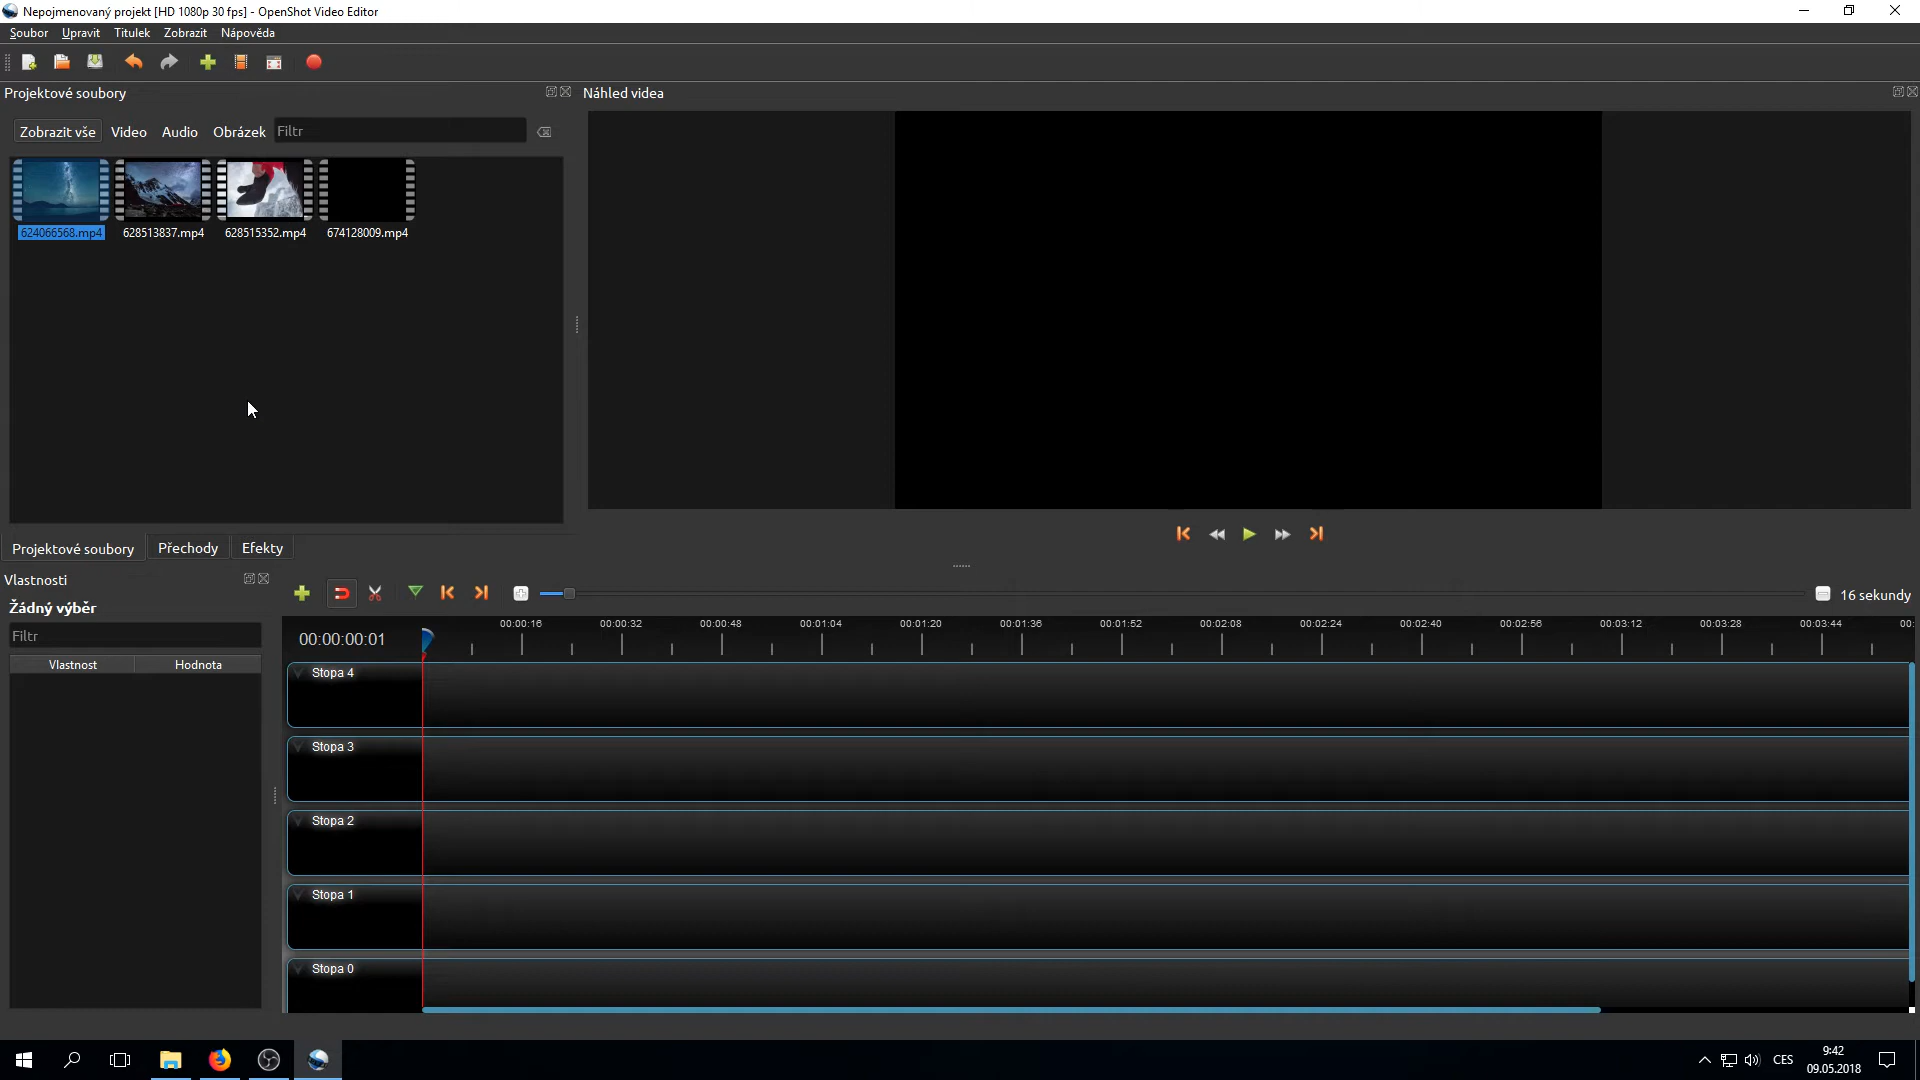 Nepojmenovaný projekt [HD 1080p 30 fps] - OpenShot Video Editor
Soubor Upravit Titulek Zobrazit Nápověda
Projektové soubory
Náhled videa
Zobrazit vše Video Audio Obrázek Filtr
624066568.mp4 628513837.mp4 628515352.mp4 674128009.mp4
Projektové soubory Přechody Efekty
Vlastnosti
Žádný výběr
Filtr
Vlastnost Hodnota
16 sekundy
00:00:00:01
00:00:16 00:00:32 00:00:48 00:01:04 00:01:20 00:01:36 00:01:52 00:02:08 00:02:24 00:02:40 00:02:56 00:03:12 00:03:28 00:03:44 00:
Stopa 4
Stopa 3
Stopa 2
Stopa 1
Stopa 0
CES
9:42
09.05.2018